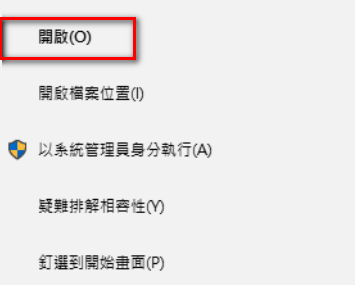 開啟(O)
開啟檔案位置(I)
以系統管理員身分執行(A)
疑難排解相容性(Y)
釘選到開始畫面(P)